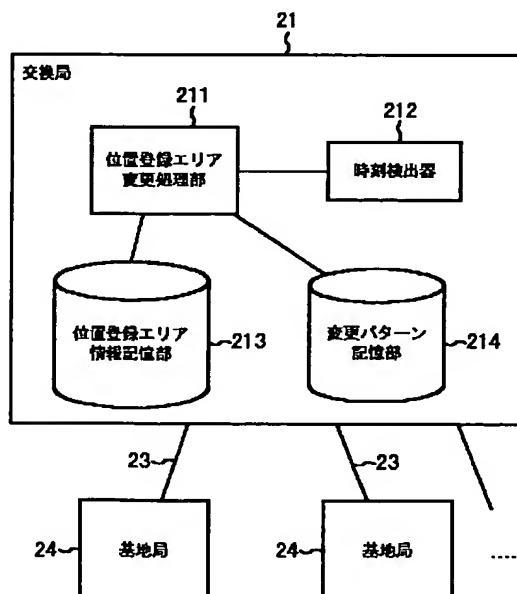 21
交換局
211
212
位置登録エリア
変更処理部
時刻検出器
位置登録エリア
情報記憶部
213
変更パターン
記憶部
214
23
23
24
基地局
24
基地局
.....